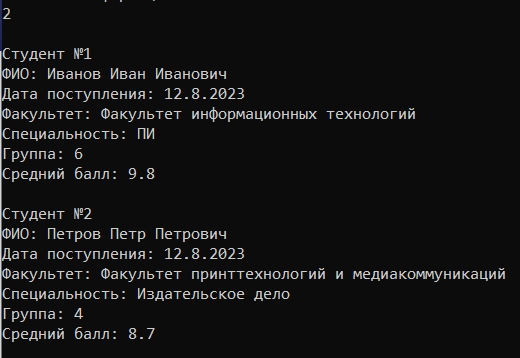 2
Студент №1
ФИО: Иванов Иван Иванович
Дата поступления: 12.8.2023
Факультет: Факультет информационных технологий
Специальность: ПИ
Группа: 6
Средний балл: 9.8
Студент №2
ФИО: Петров Петр Петрович
Дата поступления: 12.8.2023
Факультет: Факультет принттехнологий и медиакоммуникаций
Специальность: Издательское дело
Группа: 4
Средний балл: 8.7